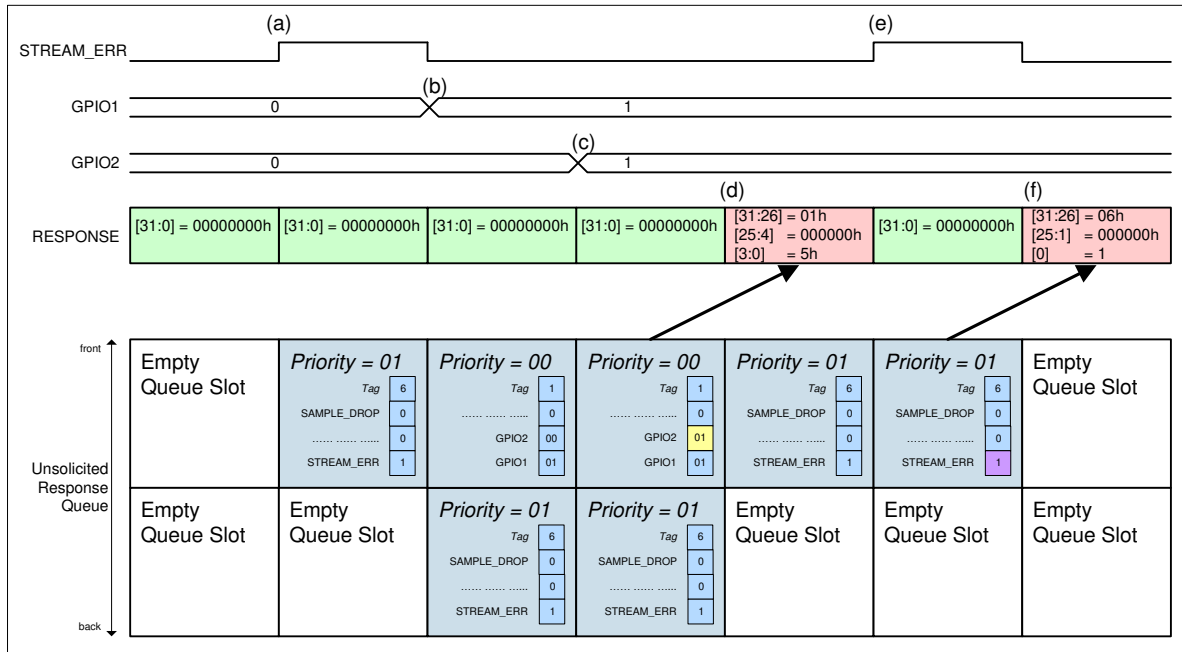 (a)
(e)
STREAM_ERR
(b)
GPIO1
0
1
(c)
GPIO2
0
1
(d)
(f)
RESPONSE
[31:0] = 00000000h
[31:0] = 00000000h
[31:0] = 00000000h
[31:0] = 00000000h
[31:26] = 01h
[25:4] = 000000h
[3:0] = 5h
[31:0] = 00000000h
[31:26] = 06h
[25:1] = 000000h
[0] = 1
front
Unsolicited
Response
Queue
back
Empty
Queue Slot
Priority = 01
Tag 6
SAMPLE_DROP 0
…… …… …... 0
STREAM_ERR 1
Priority = 00
Tag 1
…… …… …... 0
GPIO2 00
GPIO1 01
Priority = 00
Tag 1
…… …… …... 0
GPIO2 01
GPIO1 01
Priority = 01
Tag 6
SAMPLE_DROP 0
…… …… …... 0
STREAM_ERR 1
Priority = 01
Tag 6
SAMPLE_DROP 0
…… …… …... 0
STREAM_ERR 1
Empty
Queue Slot
Empty
Queue Slot
Empty
Queue Slot
Priority = 01
Tag 6
SAMPLE_DROP 0
…… …… …... 0
STREAM_ERR 1
Priority = 01
Tag 6
SAMPLE_DROP 0
…… …… …... 0
STREAM_ERR 1
Empty
Queue Slot
Empty
Queue Slot
Empty
Queue Slot